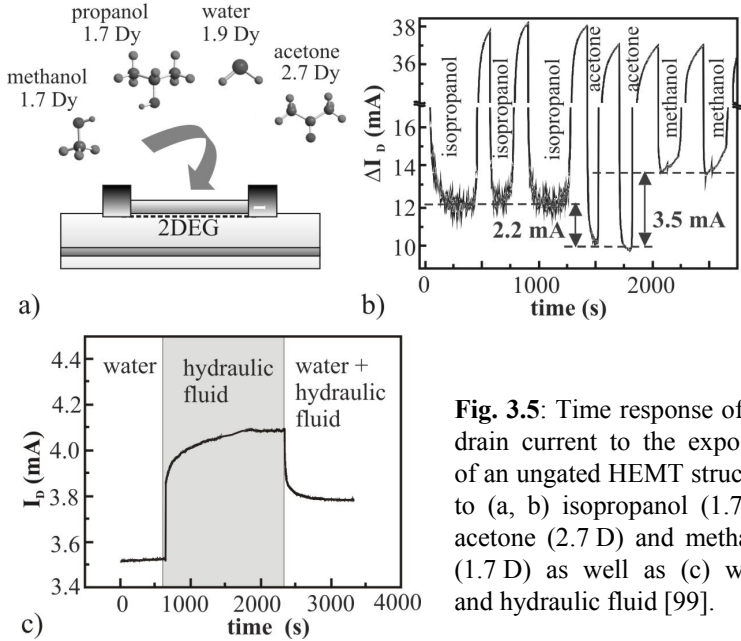 propanol
1.7 Dy
water
1.9 Dy
acetone
2.7 Dy
methanol
1.7 Dy
2DEG
a)
38
36
16
14
12
10
ΔI_D (mA)
isopropanol
isopropanol
isopropanol
acetone
acetone
methanol
methanol
2.2 mA
3.5 mA
0
1000
2000
time (s)
b)
4.4
4.2
4.0
3.8
3.6
3.4
I_D (mA)
water
hydraulic
fluid
water +
hydraulic
fluid
0
1000
2000
3000
4000
time (s)
c)
Fig. 3.5: Time response of
drain current to the expo
of an ungated HEMT struc
to (a, b) isopropanol (1.7
acetone (2.7 D) and metha
(1.7 D) as well as (c) w
and hydraulic fluid [99].